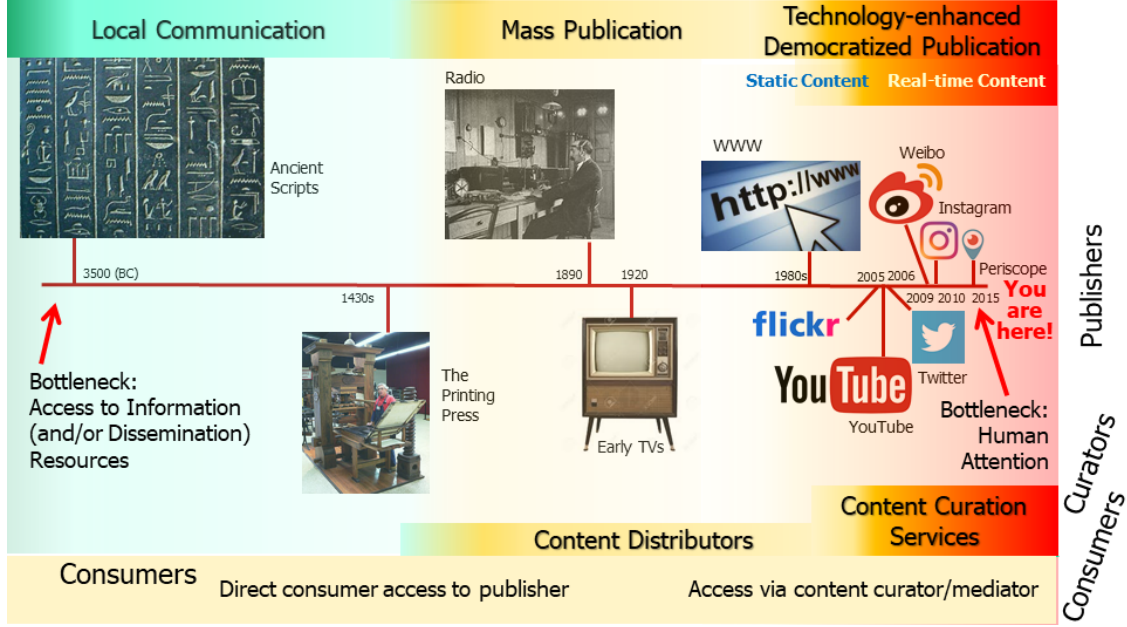 Local Communication
Mass Publication
Technology-enhanced
Democratized Publication
Static Content
Real-time Content
Radio
WWW
http://www
Weibo
Ancient
Scripts
Instagram
Periscope
3500 (BC)
1430s
1890
1920
1980s
2005
2006
2009
2010
2015
You
are
here!
Publishers
flickr
YouTube
Twitter
YouTube
Bottleneck:
Access to Information
(and/or Dissemination)
Resources
The
Printing
Press
Early TVs
Bottleneck:
Human
Attention
Curators
Content Curation
Services
Content Distributors
Consumers
Consumers
Direct consumer access to publisher
Access via content curator/mediator